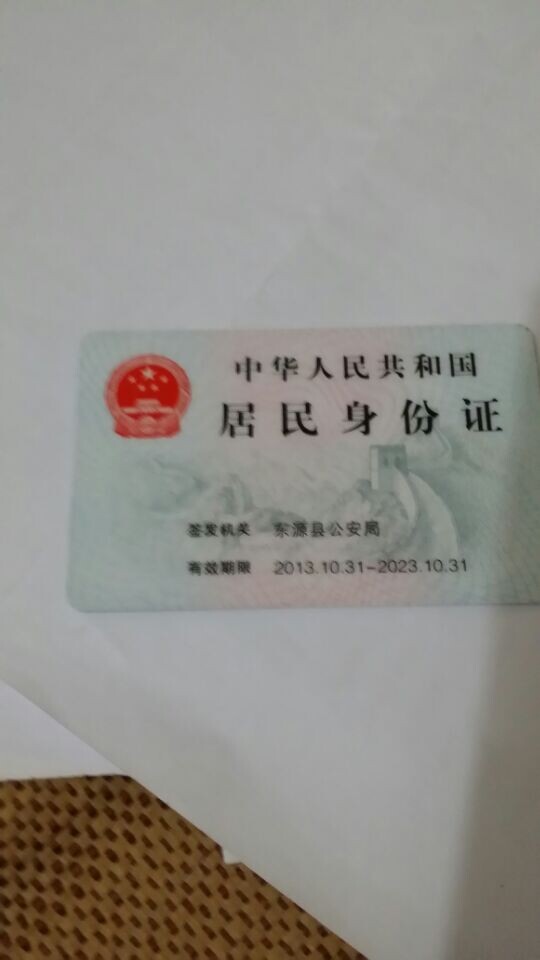 中华人民共和国
居民身份证
签发机关 东源县公安局
有效期限 2013.10.31-2023.10.31